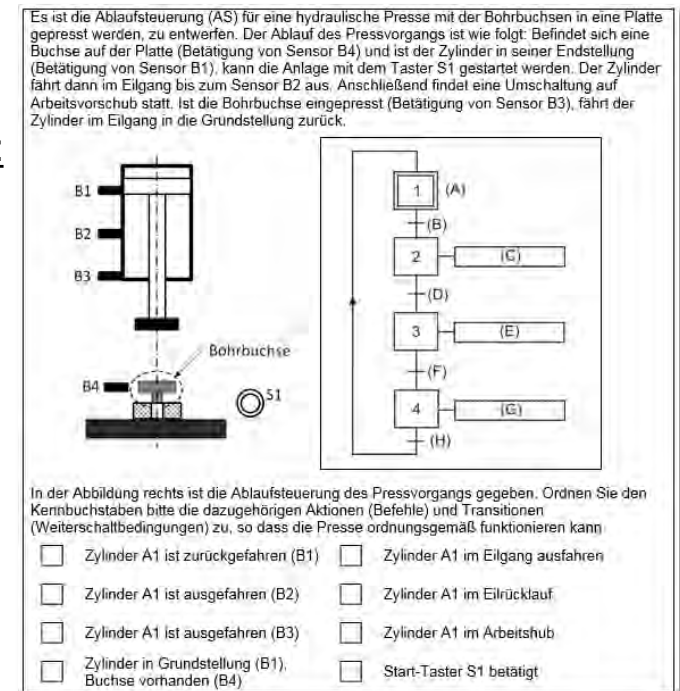 Es ist die Ablaufsteuerung (AS) für eine hydraulische Presse mit der Bohrbuchsen in eine Platte
gepresst werden, zu entwerfen. Der Ablauf des Pressvorgangs ist wie folgt: Befindet sich eine
Buchse auf der Platte (Betätigung von Sensor B4) und ist der Zylinder in seiner Endstellung
(Betätigung von Sensor B1), kann die Anlage mit dem Taster S1 gestartet werden. Der Zylinder
fährt dann im Eilgang bis zum Sensor B2 aus. Anschließend findet eine Umschaltung auf
Arbeitsvorschub statt. Ist die Bohrbuchse eingepresst (Betätigung von Sensor B3), fährt der
Zylinder im Eilgang in die Grundstellung zurück.
B1
B2
B3
Bohrbuchse
B4
S1
1 (A)
(B)
2 (C)
(D)
3 (E)
(F)
4 (G)
(H)
In der Abbildung rechts ist die Ablaufsteuerung des Pressvorgangs gegeben. Ordnen Sie den
Kennbuchstaben bitte die dazugehörigen Aktionen (Befehle) und Transitionen
(Weiterschaltbedingungen) zu, so dass die Presse ordnungsgemäß funktionieren kann
Zylinder A1 ist zurückgefahren (B1)
Zylinder A1 im Eilgang ausfahren
Zylinder A1 ist ausgefahren (B2)
Zylinder A1 im Eilrücklauf
Zylinder A1 ist ausgefahren (B3)
Zylinder A1 im Arbeitshub
Zylinder in Grundstellung (B1),
Buchse vorhanden (B4)
Start-Taster S1 betätigt